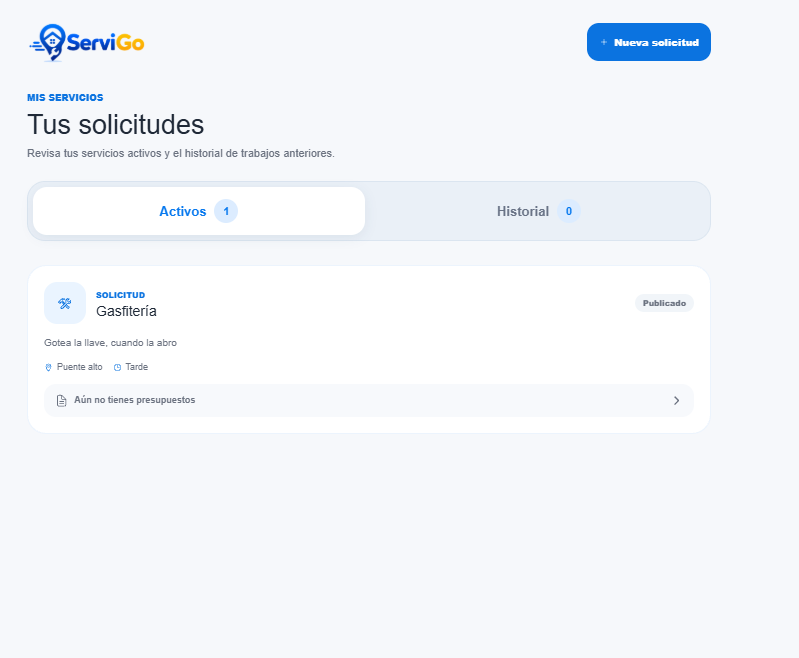 ServiGo
+ Nueva solicitud
MIS SERVICIOS
Tus solicitudes
Revisa tus servicios activos y el historial de trabajos anteriores.
Activos 1
Historial 0
SOLICITUD
Gasfitería
Publicado
Gotea la llave, cuando la abro
Puente alto Tarde
Aún no tienes presupuestos